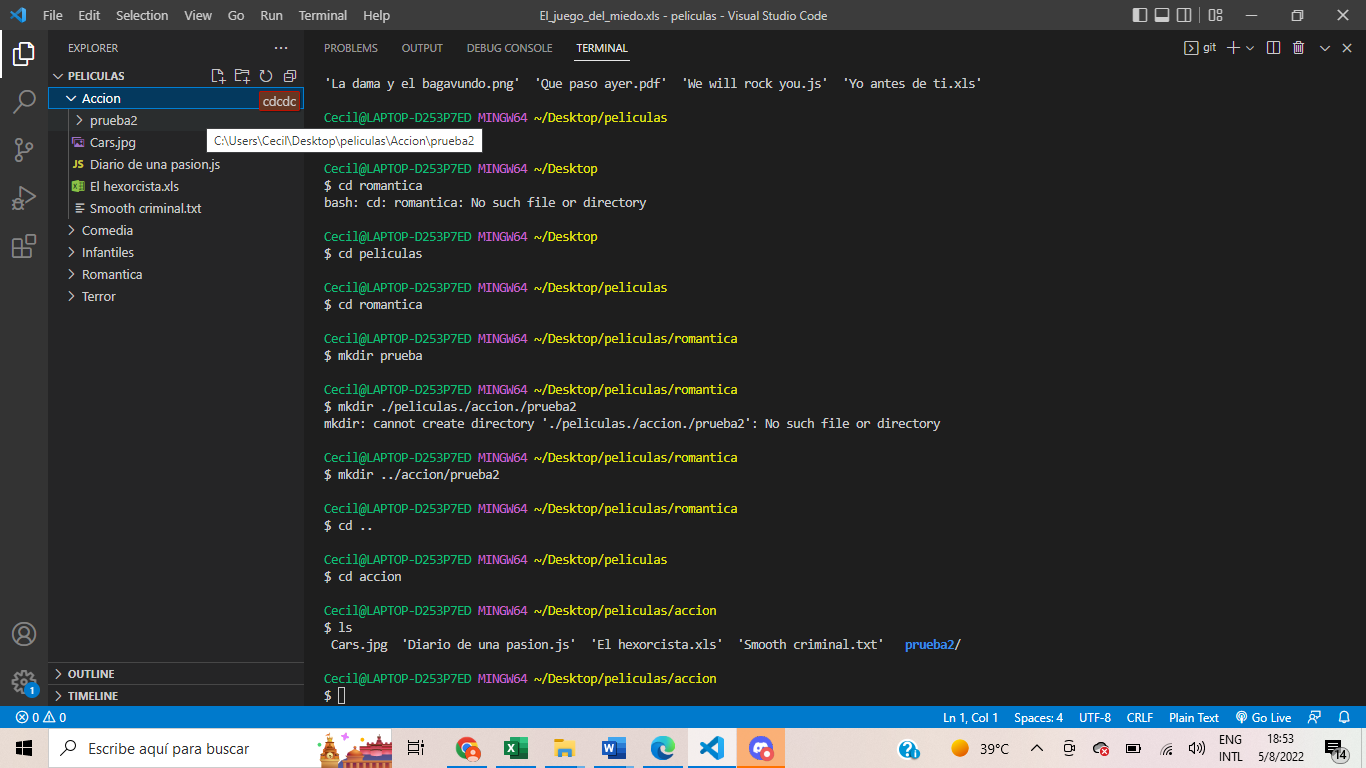 File Edit Selection View Go Run Terminal Help
El_juego_del_miedo.xls - peliculas - Visual Studio Code
EXPLORER
PELICULAS
Accion
cdcdc
prueba2
C:\Users\Cecil\Desktop\peliculas\Accion\prueba2
Cars.jpg
JS Diario de una pasion.js
El hexorcista.xls
Smooth criminal.txt
Comedia
Infantiles
Romantica
Terror
OUTLINE
TIMELINE
1
PROBLEMS OUTPUT DEBUG CONSOLE TERMINAL
git
'La dama y el bagavundo.png' 'Que paso ayer.pdf' 'We will rock you.js' 'Yo antes de ti.xls'
Cecil@LAPTOP-D253P7ED MINGW64 ~/Desktop/peliculas
Cecil@LAPTOP-D253P7ED MINGW64 ~/Desktop
$ cd romantica
bash: cd: romantica: No such file or directory
Cecil@LAPTOP-D253P7ED MINGW64 ~/Desktop
$ cd peliculas
Cecil@LAPTOP-D253P7ED MINGW64 ~/Desktop/peliculas
$ cd romantica
Cecil@LAPTOP-D253P7ED MINGW64 ~/Desktop/peliculas/romantica
$ mkdir prueba
Cecil@LAPTOP-D253P7ED MINGW64 ~/Desktop/peliculas/romantica
$ mkdir ./peliculas./accion./prueba2
mkdir: cannot create directory './peliculas./accion./prueba2': No such file or directory
Cecil@LAPTOP-D253P7ED MINGW64 ~/Desktop/peliculas/romantica
$ mkdir ../accion/prueba2
Cecil@LAPTOP-D253P7ED MINGW64 ~/Desktop/peliculas/romantica
$ cd ..
Cecil@LAPTOP-D253P7ED MINGW64 ~/Desktop/peliculas
$ cd accion
Cecil@LAPTOP-D253P7ED MINGW64 ~/Desktop/peliculas/accion
$ ls
Cars.jpg 'Diario de una pasion.js' 'El hexorcista.xls' 'Smooth criminal.txt' prueba2/
Cecil@LAPTOP-D253P7ED MINGW64 ~/Desktop/peliculas/accion
$
0 0
Ln 1, Col 1 Spaces: 4 UTF-8 CRLF Plain Text Go Live
Escribe aquí para buscar
39°C
ENG
INTL
18:53
5/8/2022
14